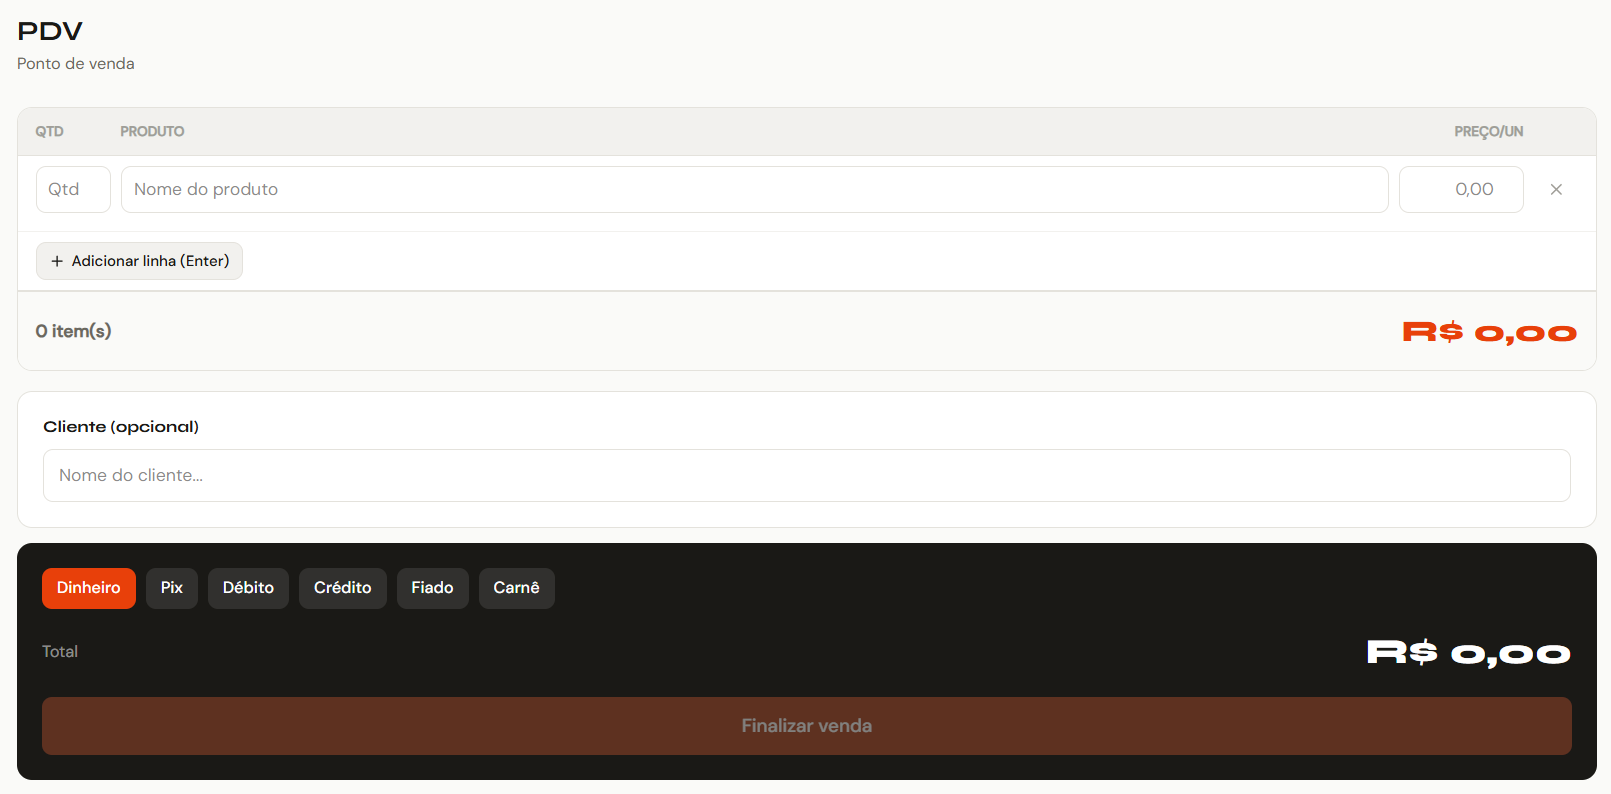 PDV
Ponto de venda
QTD PRODUTO PREÇO/UN
Qtd Nome do produto 0,00 ×
+ Adicionar linha (Enter)
0 item(s) R$ 0,00
Cliente (opcional)
Nome do cliente...
Dinheiro Pix Débito Crédito Fiado Carnê
Total R$ 0,00
Finalizar venda